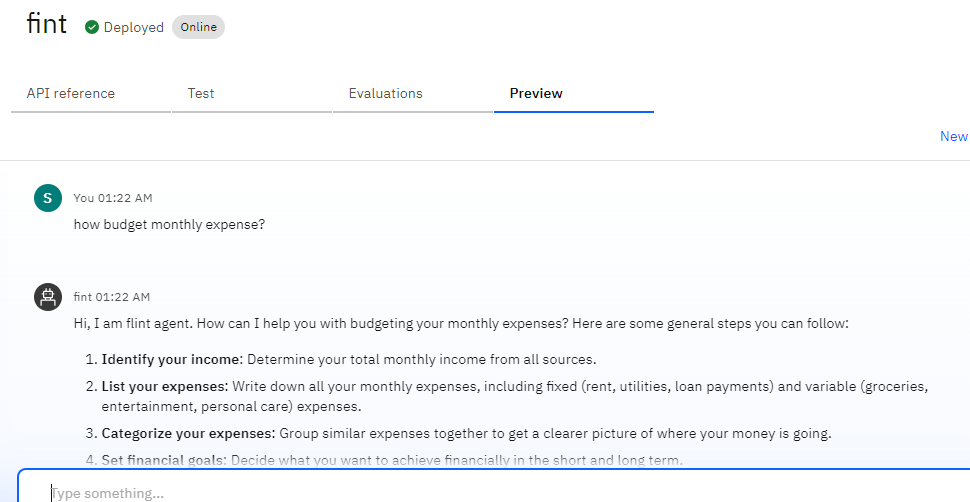 fint Deployed Online
API reference Test Evaluations Preview
New
S You 01:22 AM
how budget monthly expense?
fint 01:22 AM
Hi, I am flint agent. How can I help you with budgeting your monthly expenses? Here are some general steps you can follow:
1. Identify your income: Determine your total monthly income from all sources.
2. List your expenses: Write down all your monthly expenses, including fixed (rent, utilities, loan payments) and variable (groceries,
entertainment, personal care) expenses.
3. Categorize your expenses: Group similar expenses together to get a clearer picture of where your money is going.
4. Set financial goals: Decide what you want to achieve financially in the short and long term.
Type something...